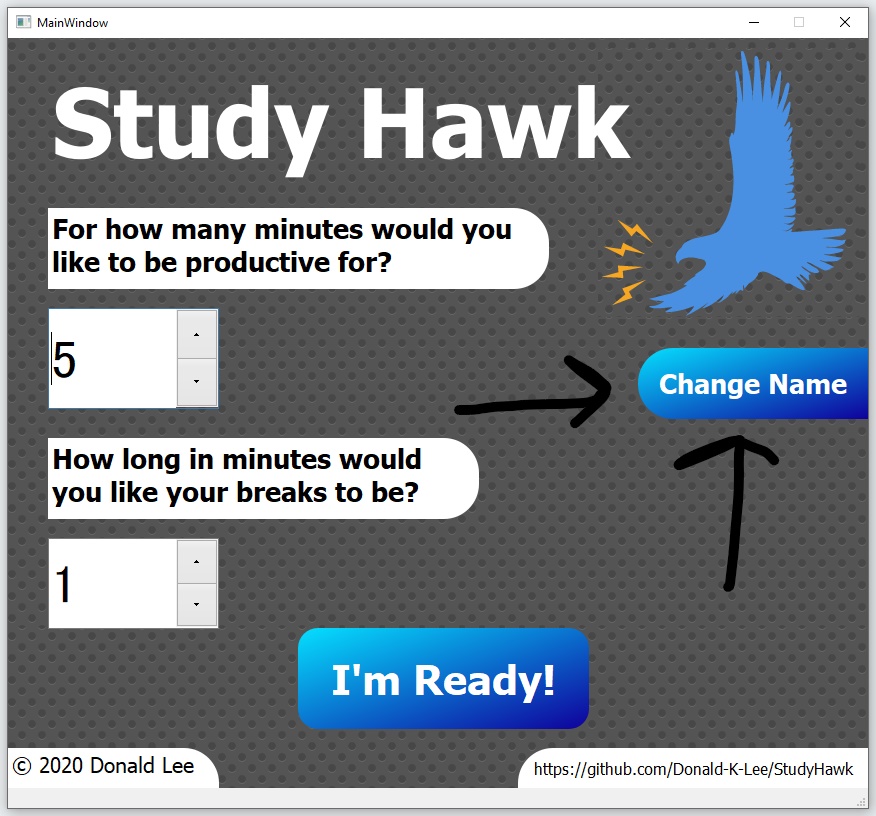 MainWindow
Study Hawk
For how many minutes would you
like to be productive for?
5
Change Name
How long in minutes would
you like your breaks to be?
1
I'm Ready!
© 2020 Donald Lee
https://github.com/Donald-K-Lee/StudyHawk